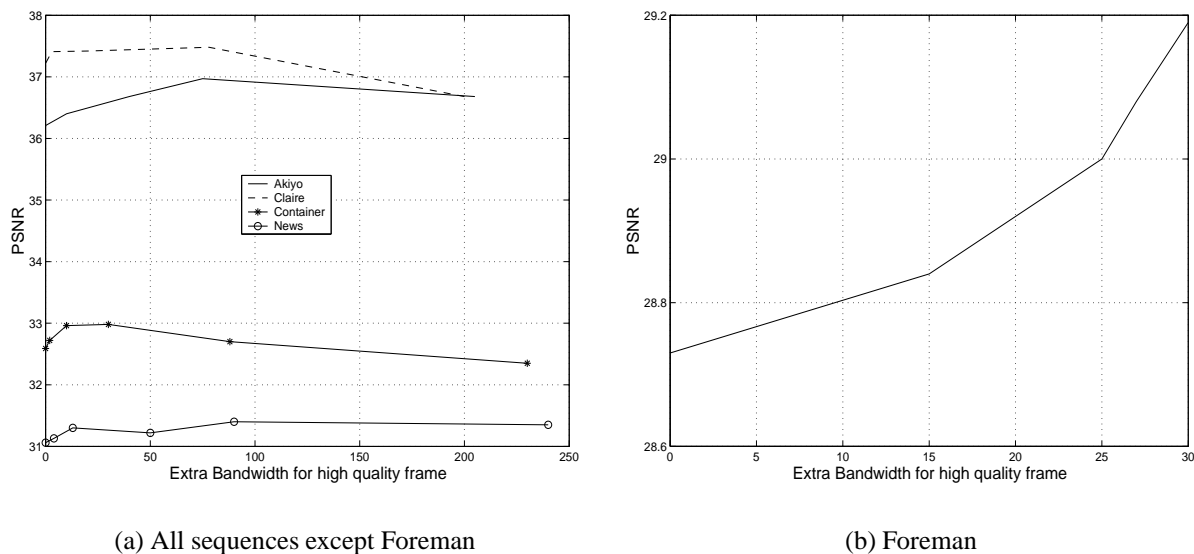 38
37
36
35
34
33
32
31
PSNR
0
50
100
150
200
250
Extra Bandwidth for high quality frame
Akiyo
Claire
Container
News
(a) All sequences except Foreman
29.2
29
28.8
28.6
PSNR
0
5
10
15
20
25
30
Extra Bandwidth for high quality frame
(b) Foreman